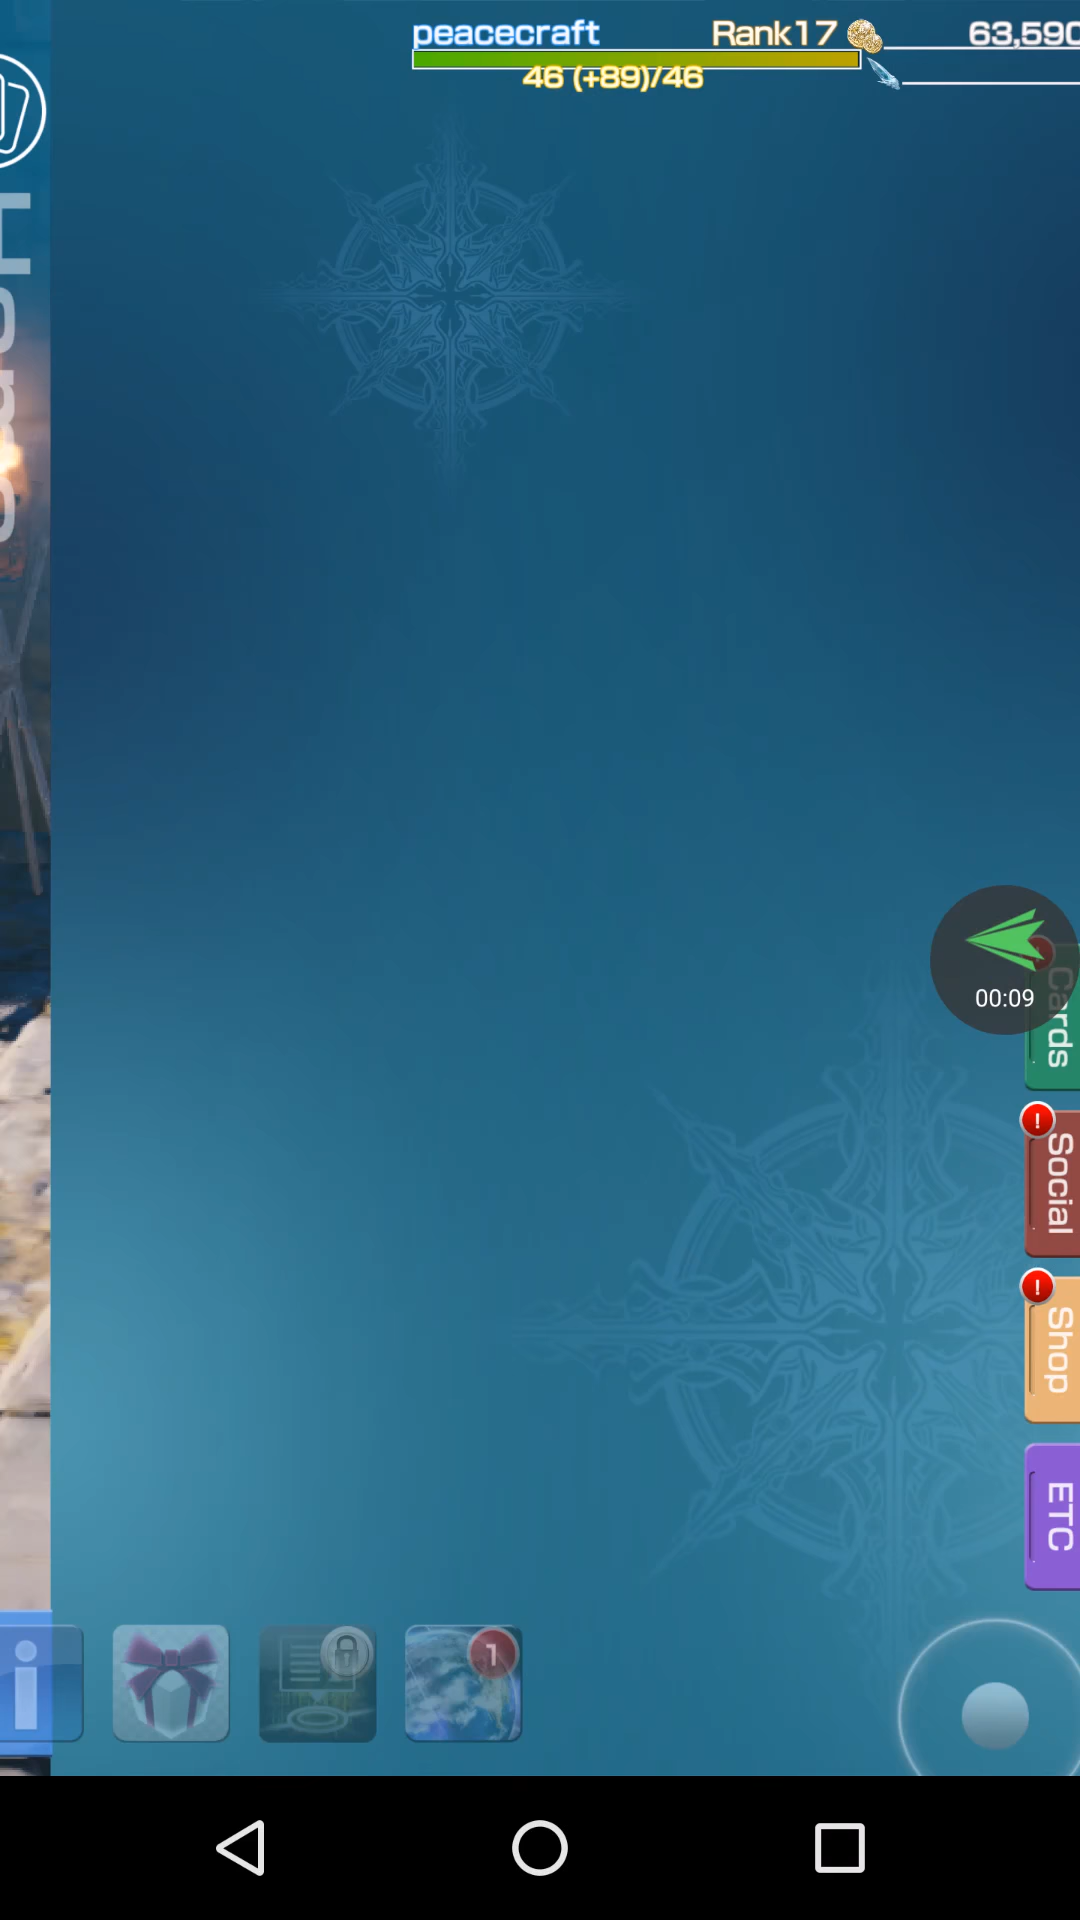 peacecraft Rank17 63,590
46 (+89)/46
00:09
Cards
!
Social
!
Shop
ETC
i
1